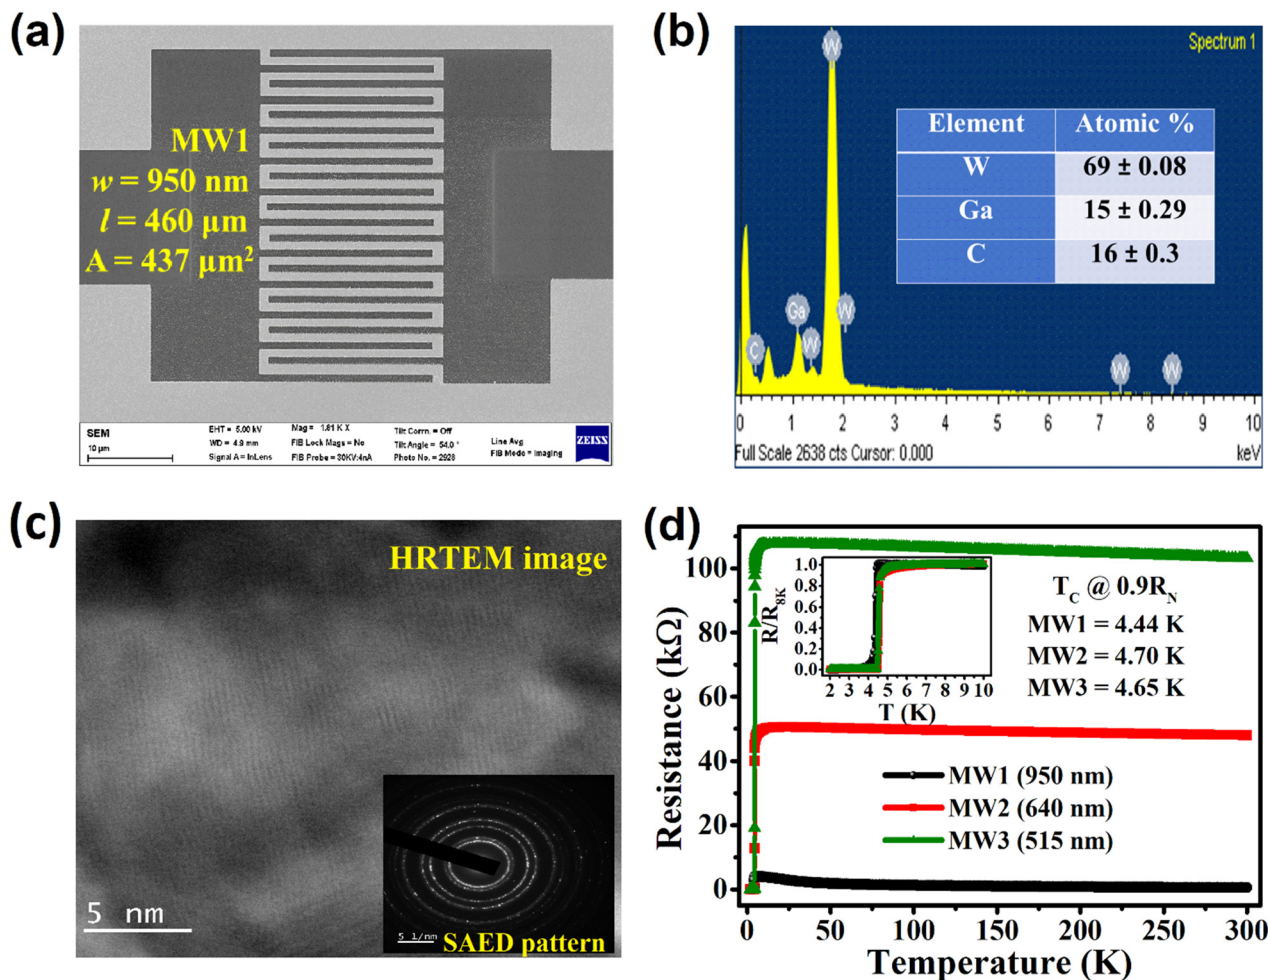 (a)
MW1
w = 950 nm
l = 460 µm
A = 437 µm²
SEM
10 µm
EHT = 5.00 kV
WD = 4.9 mm
Signal A = InLens
Mag = 1.81 K X
FIB Lock Mags = No
FIB Probe = 30KV:4nA
Tilt Corrn. = Off
Tilt Angle = 54.0 °
Photo No. = 2928
Line Avg
FIB Mode = Imaging
ZEISS
(b)
Spectrum 1
Element Atomic %
W 69 ± 0.08
Ga 15 ± 0.29
C 16 ± 0.3
W
C
Ga
W
W
W
W
0 1 2 3 4 5 6 7 8 9 10
Full Scale 2638 cts Cursor: 0.000 keV
(c)
HRTEM image
5 nm
5 1/nm
SAED pattern
(d)
Resistance (kΩ)
100
80
60
40
20
0
R/R8K
1.0
0.8
0.6
0.4
0.2
0.0
2 3 4 5 6 7 8 9 10
T (K)
TC @ 0.9RN
MW1 = 4.44 K
MW2 = 4.70 K
MW3 = 4.65 K
MW1 (950 nm)
MW2 (640 nm)
MW3 (515 nm)
0 50 100 150 200 250 300
Temperature (K)